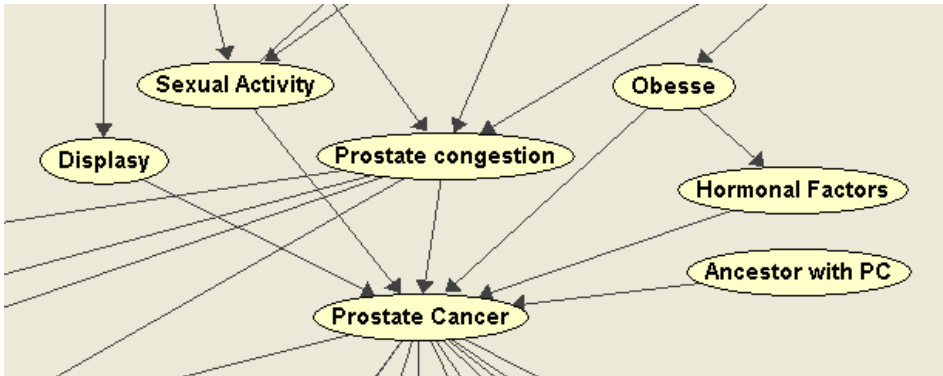 Sexual Activity
Obesse
Displasy
Prostate congestion
Hormonal Factors
Ancestor with PC
Prostate Cancer